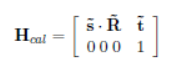 H_cal = [ s̃ · R̃ t̃
0 0 0 1 ]